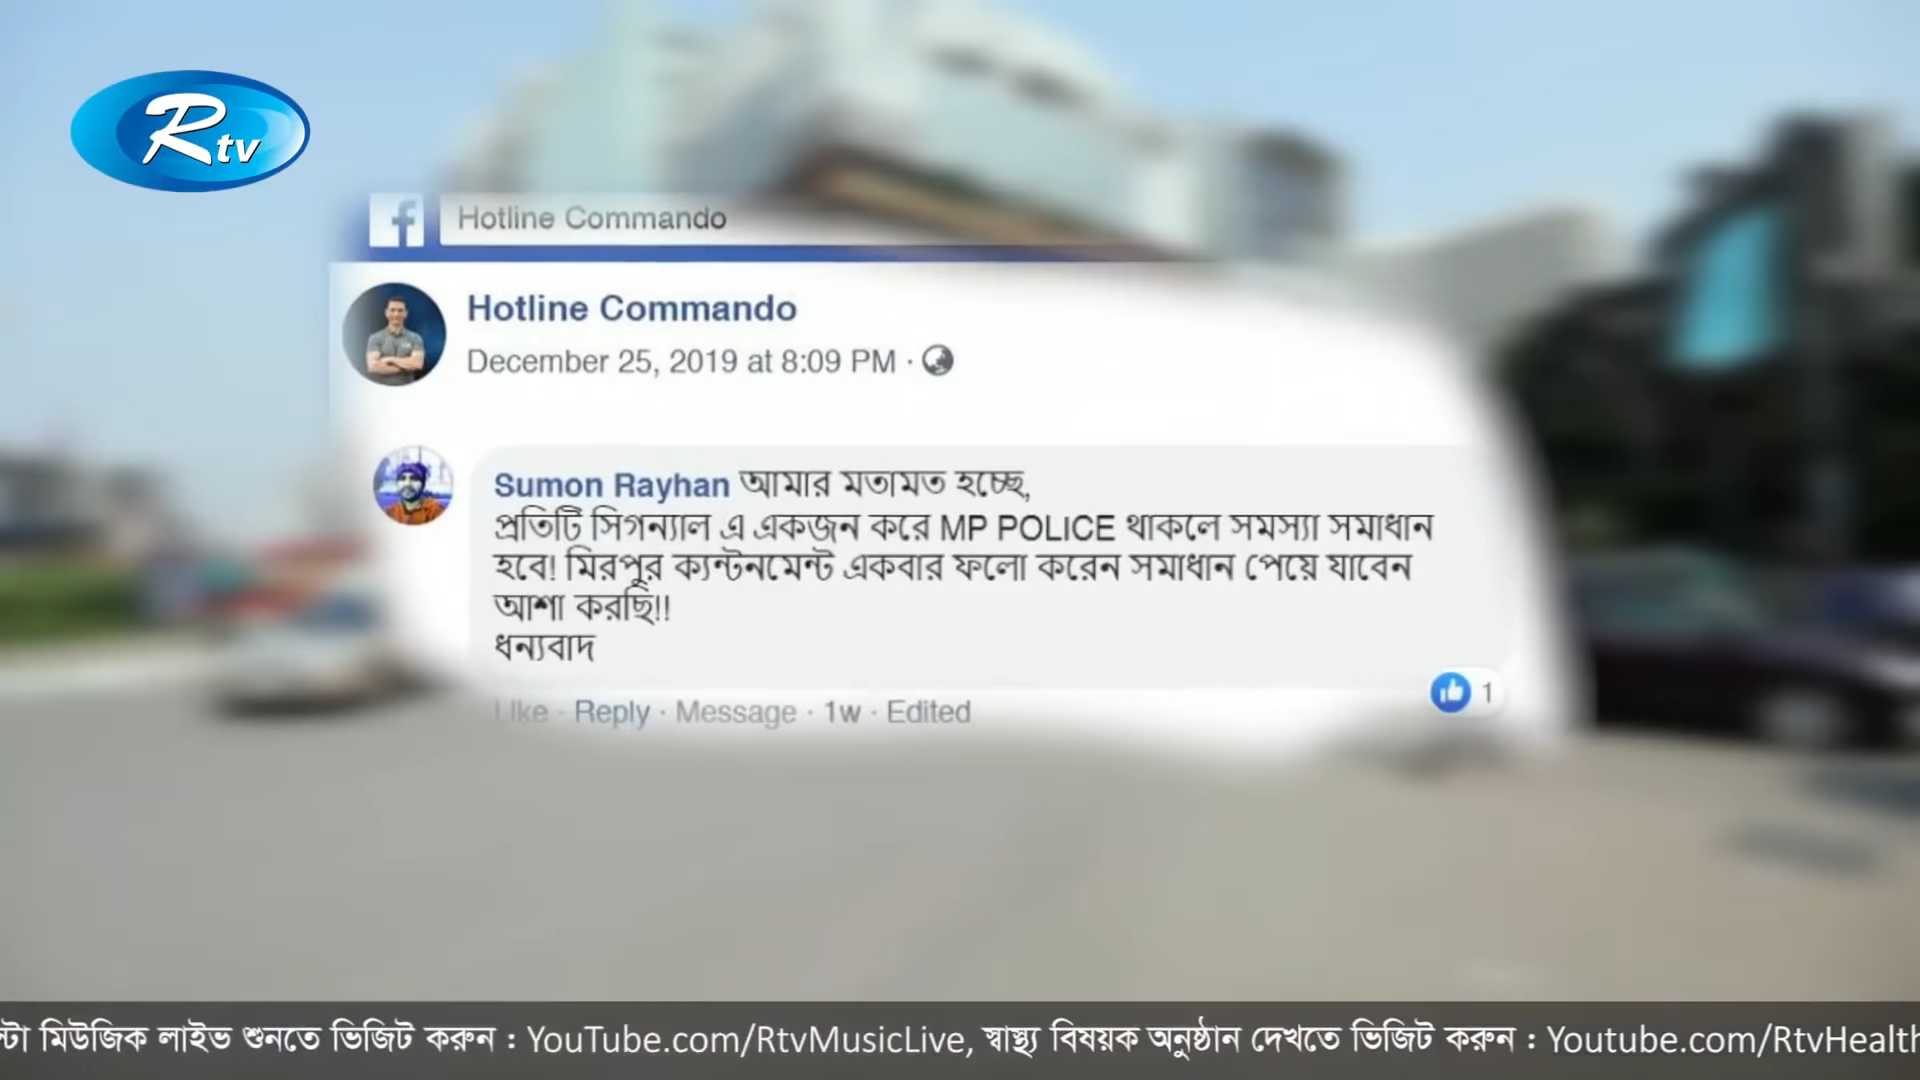 Rtv
Hotline Commando
Hotline Commando
December 25, 2019 at 8:09 PM ·
Sumon Rayhan আমার মতামত হচ্ছে,
প্রতিটি সিগন্যাল এ একজন করে MP POLICE থাকলে সমস্যা সমাধান
হবে! মিরপুর ক্যন্টনমেন্ট একবার ফলো করেন সমাধান পেয়ে যাবেন
আশা করছি!!
ধন্যবাদ
Like · Reply · Message · 1w · Edited
1
মিউজিক লাইভ শুনতে ভিজিট করুন : YouTube.com/RtvMusicLive, স্বাস্থ্য বিষয়ক অনুষ্ঠান দেখতে ভিজিট করুন : Youtube.com/RtvHealth